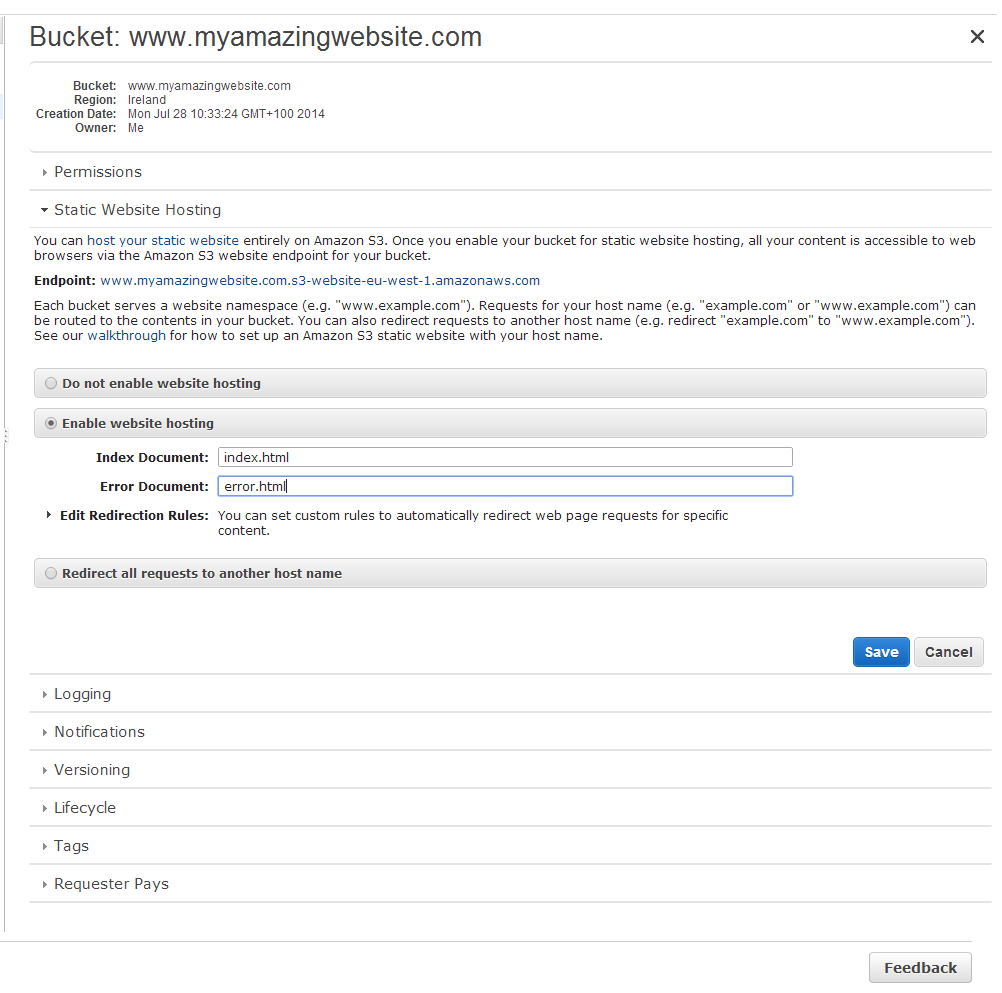 Bucket: www.myamazingwebsite.com
Bucket: www.myamazingwebsite.com
Region: Ireland
Creation Date: Mon Jul 28 10:33:24 GMT+100 2014
Owner: Me
Permissions
Static Website Hosting
You can host your static website entirely on Amazon S3. Once you enable your bucket for static website hosting, all your content is accessible to web
browsers via the Amazon S3 website endpoint for your bucket.
Endpoint: www.myamazingwebsite.com.s3-website-eu-west-1.amazonaws.com
Each bucket serves a website namespace (e.g. "www.example.com"). Requests for your host name (e.g. "example.com" or "www.example.com") can
be routed to the contents in your bucket. You can also redirect requests to another host name (e.g. redirect "example.com" to "www.example.com").
See our walkthrough for how to set up an Amazon S3 static website with your host name.
Do not enable website hosting
Enable website hosting
Index Document: index.html
Error Document: error.html
Edit Redirection Rules: You can set custom rules to automatically redirect web page requests for specific
content.
Redirect all requests to another host name
Save Cancel
Logging
Notifications
Versioning
Lifecycle
Tags
Requester Pays
Feedback